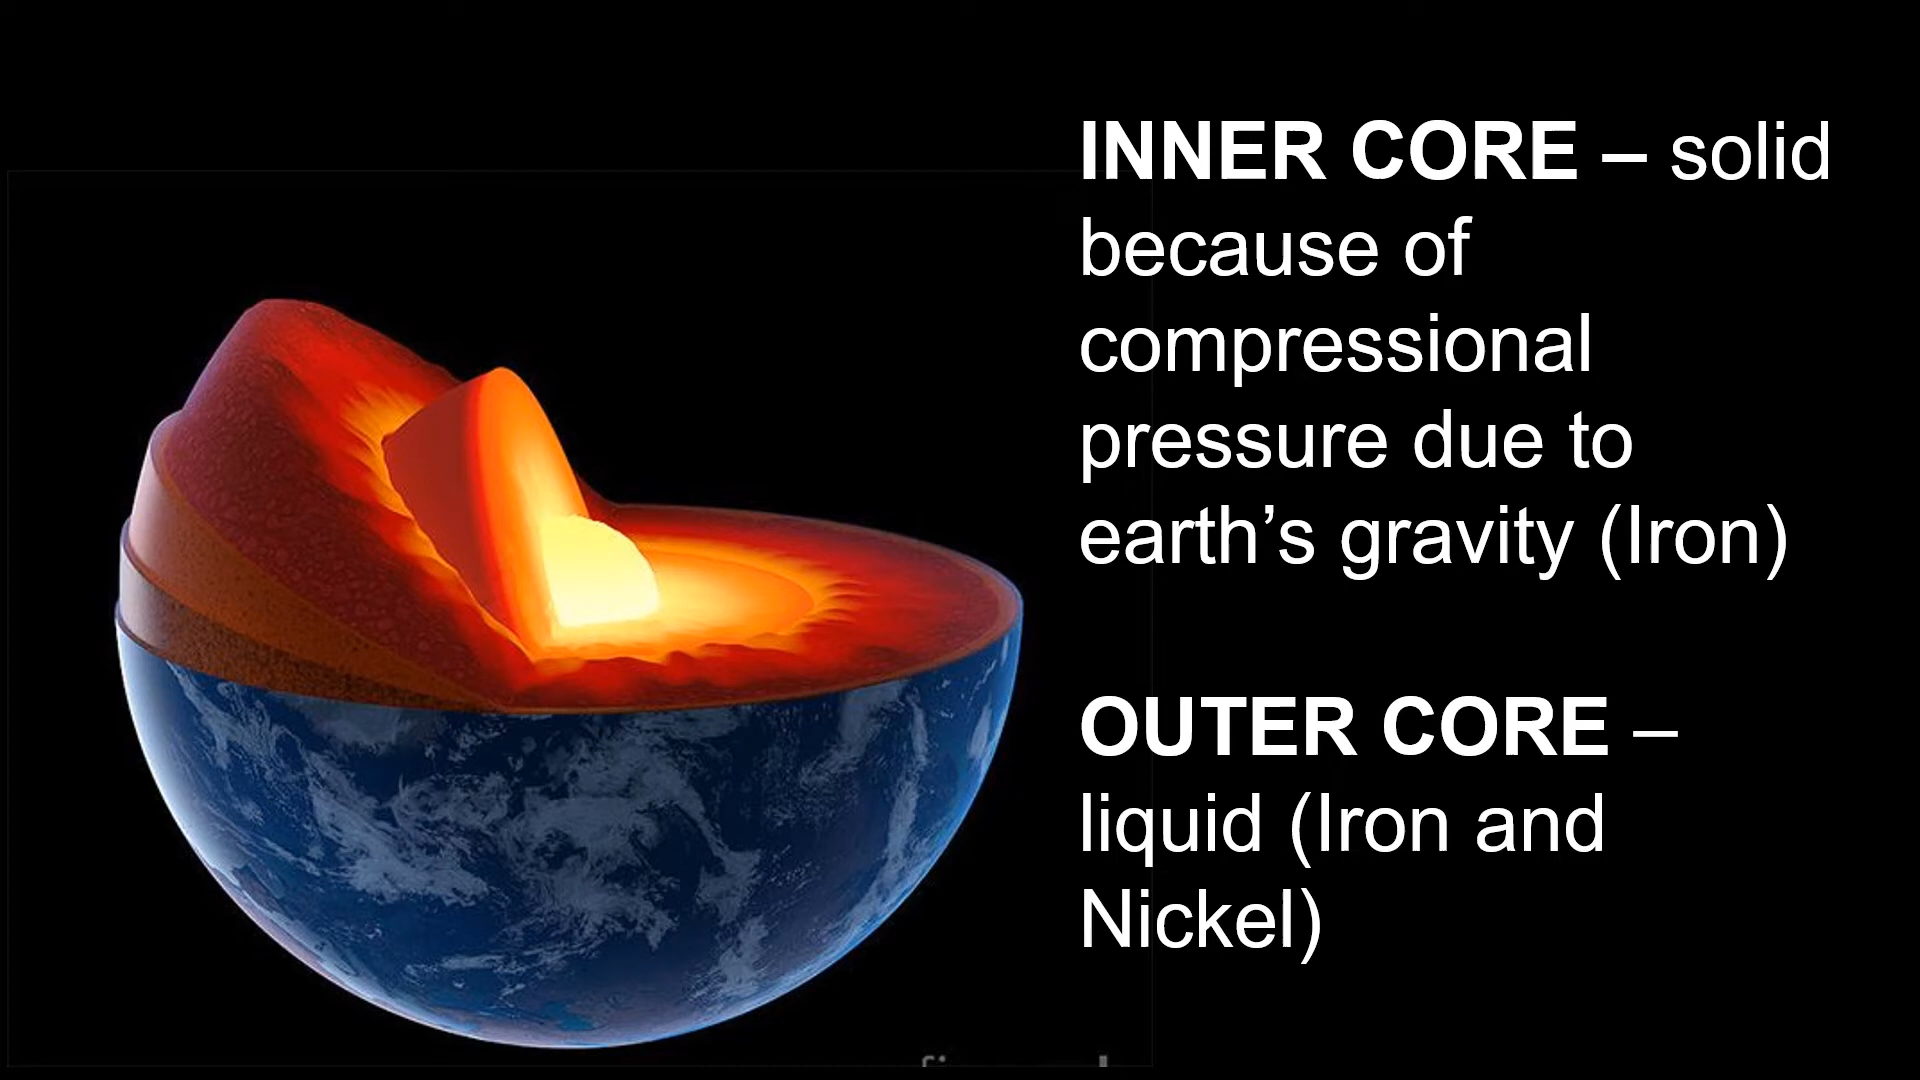 INNER CORE – solid
because of
compressional
pressure due to
earth’s gravity (Iron)
OUTER CORE –
liquid (Iron and
Nickel)